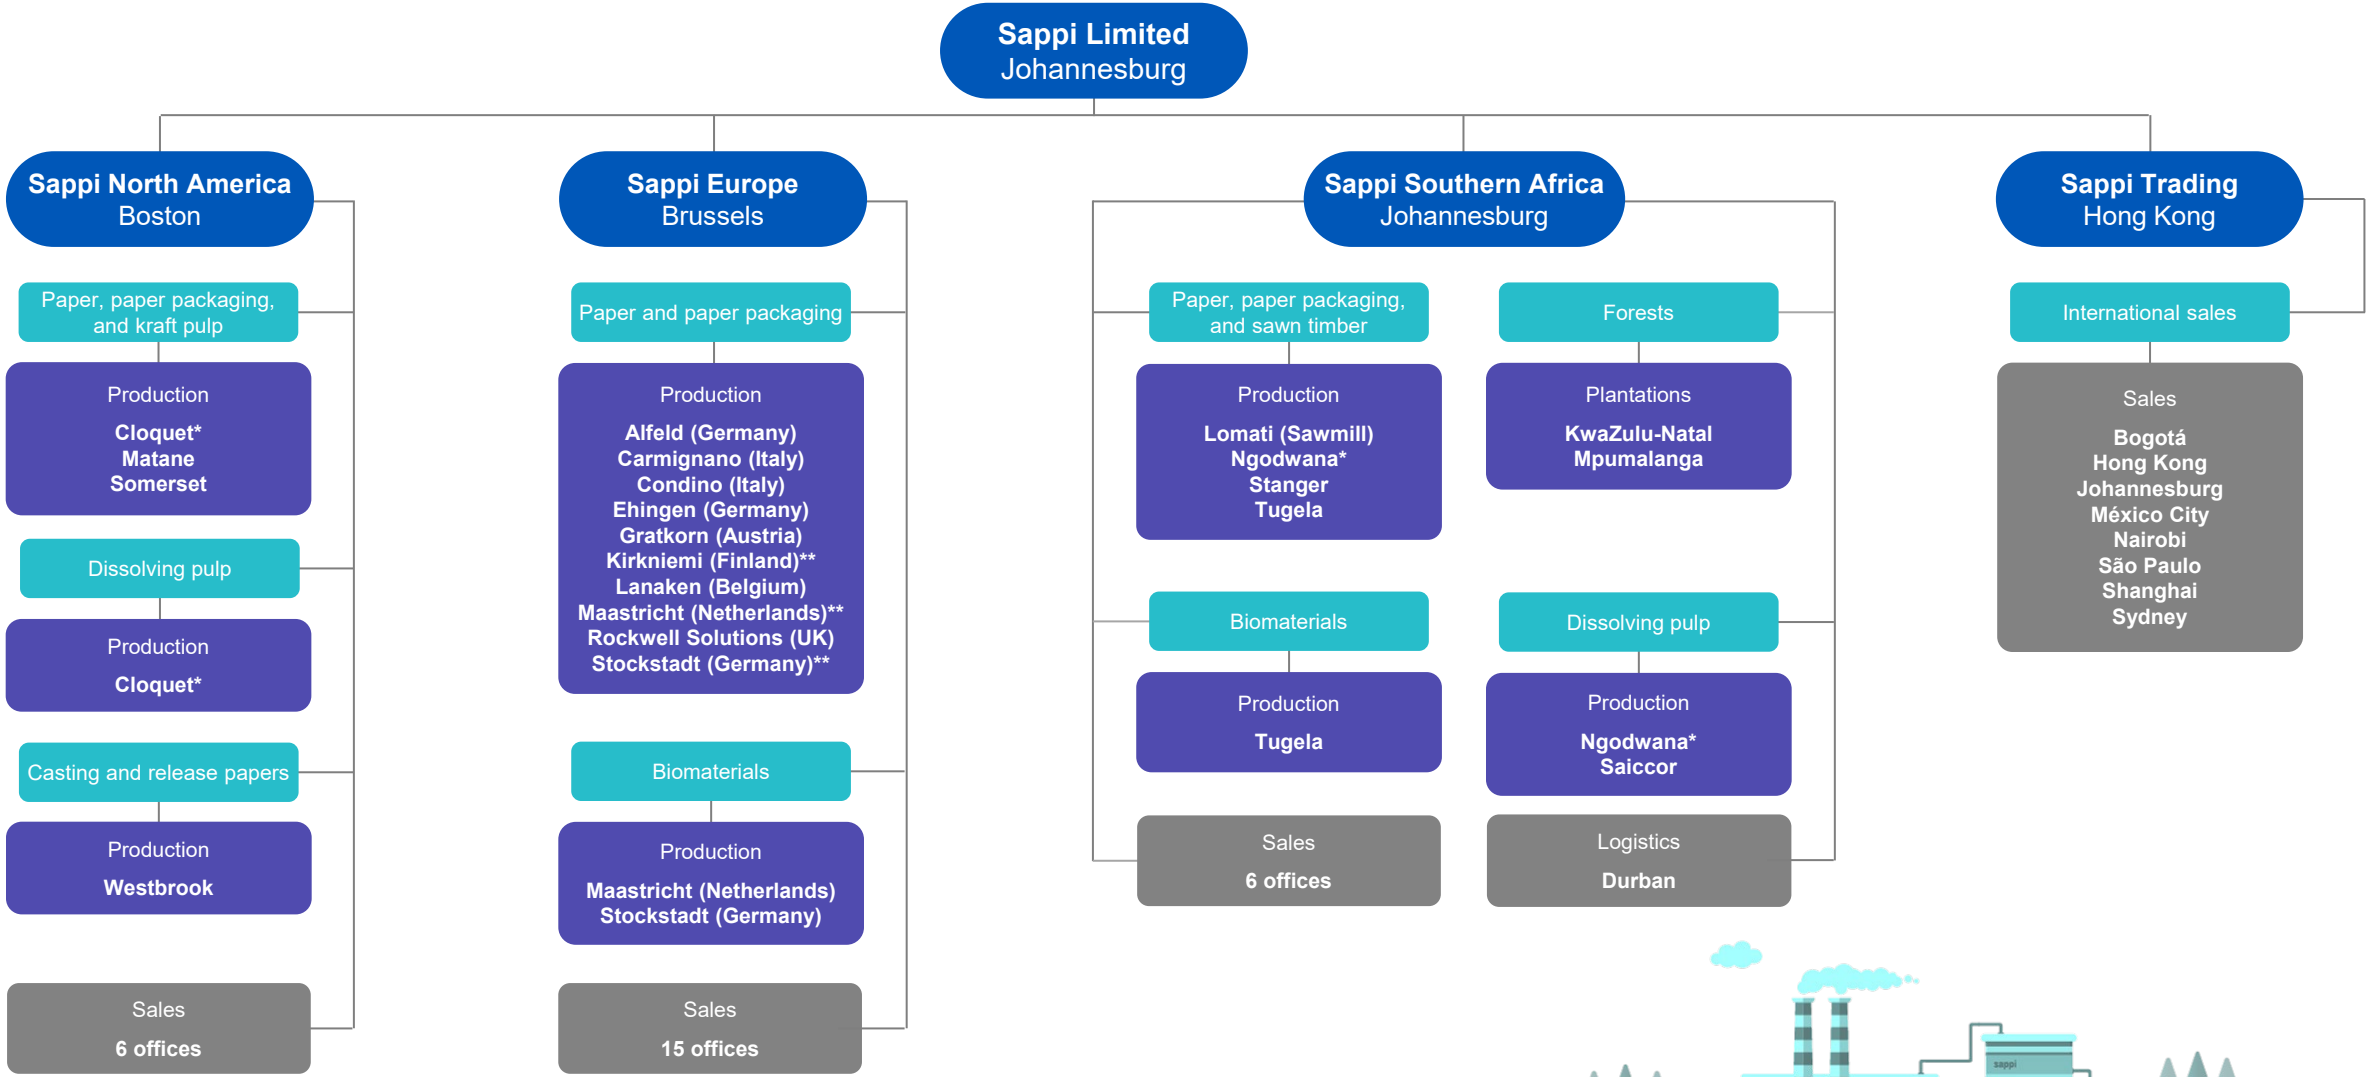 Sappi Limited
Johannesburg
Sappi North America
Boston
Paper, paper packaging,
and kraft pulp
Production
Cloquet*
Matane
Somerset
Dissolving pulp
Production
Cloquet*
Casting and release papers
Production
Westbrook
Sales
6 offices
Sappi Europe
Brussels
Paper and paper packaging
Production
Alfeld (Germany)
Carmignano (Italy)
Condino (Italy)
Ehingen (Germany)
Gratkorn (Austria)
Kirkniemi (Finland)**
Lanaken (Belgium)
Maastricht (Netherlands)**
Rockwell Solutions (UK)
Stockstadt (Germany)**
Biomaterials
Production
Maastricht (Netherlands)
Stockstadt (Germany)
Sales
15 offices
Sappi Southern Africa
Johannesburg
Paper, paper packaging,
and sawn timber
Production
Lomati (Sawmill)
Ngodwana*
Stanger
Tugela
Biomaterials
Production
Tugela
Sales
6 offices
Forests
Plantations
KwaZulu-Natal
Mpumalanga
Dissolving pulp
Production
Ngodwana*
Saiccor
Logistics
Durban
Sappi Trading
Hong Kong
International sales
Sales
Bogotá
Hong Kong
Johannesburg
México City
Nairobi
São Paulo
Shanghai
Sydney
sappi